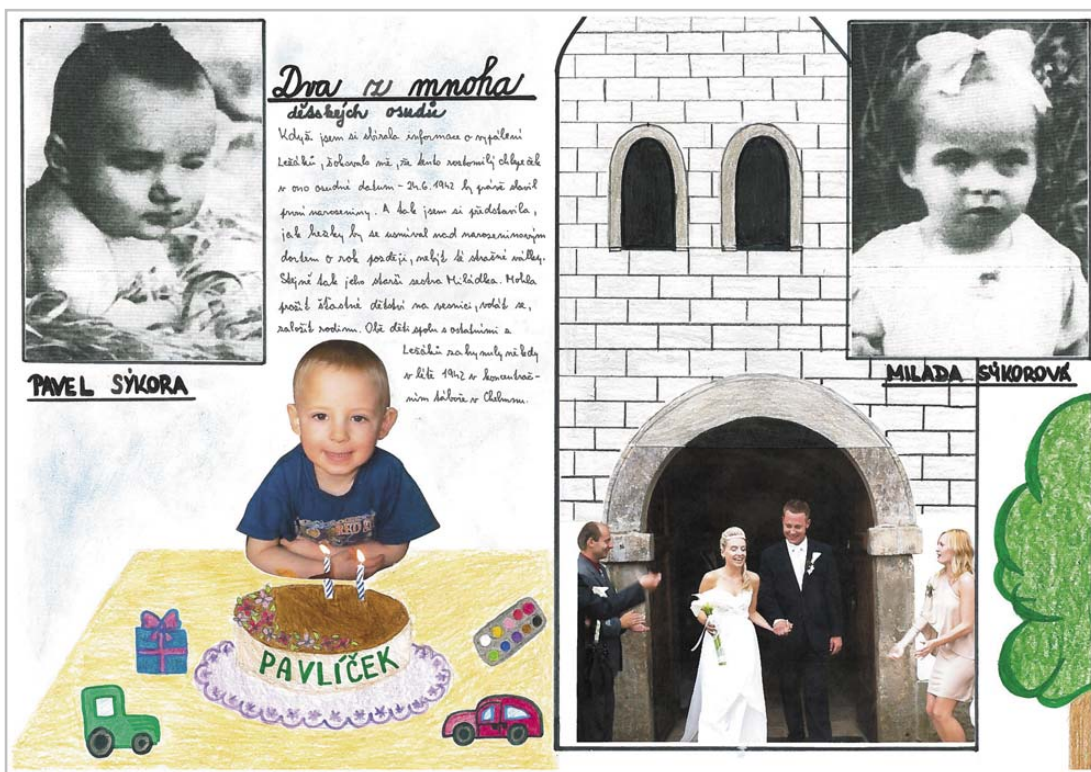 Dva z mnoha
dětských osudů
Když jsem si sbírala informace o vypálení
Ležáků, šokovalo mě, že tento roztomilý chlapeček
v ono osudné datum - 24.6.1942 by právě slavil
první narozeniny. A tak jsem si představila,
jak hezky by se usmíval nad narozeninovým
dortem o rok později, nebýt té strašné války.
Stejně tak jeho starší sestra Miládka. Mohla
prožít šťastné dětství na vesnici, vdát se,
založit rodinu. Obě děti spolu s ostatními z
Ležáků zahynuly někdy
v létě 1942 v koncentrač-
ním táboře v Chelmnu.
PAVEL SÝKORA
MILADA SÝKOROVÁ
PAVLÍČEK